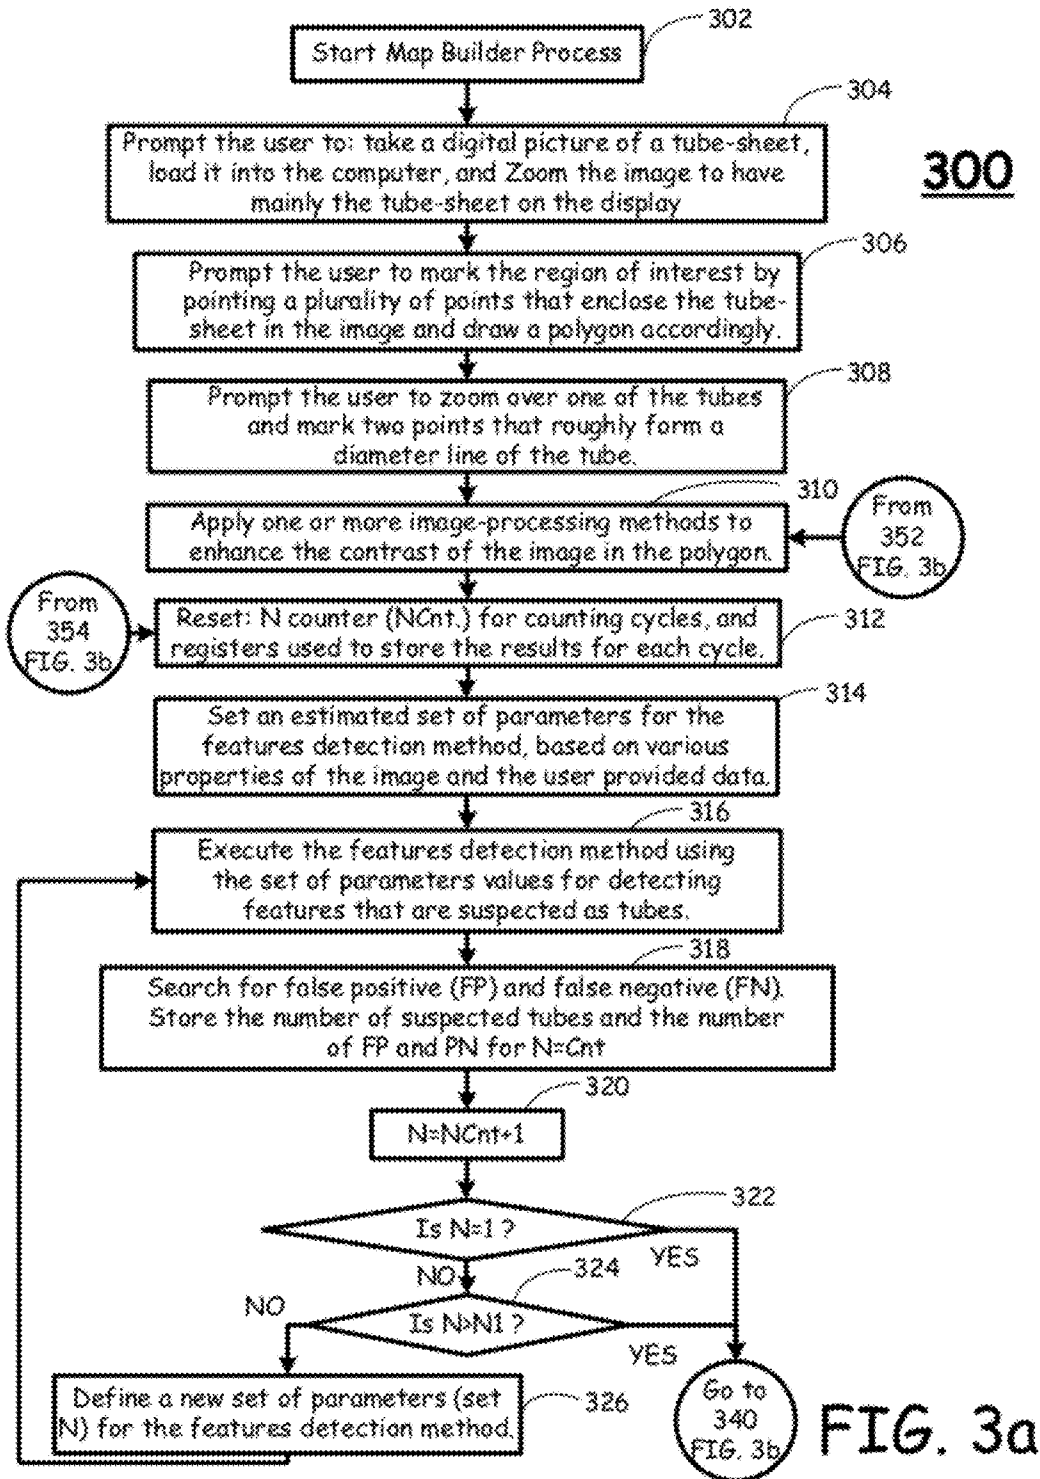 302
Start Map Builder Process
304
Prompt the user to: take a digital picture of a tube-sheet,
load it into the computer, and Zoom the image to have
mainly the tube-sheet on the display
300
306
Prompt the user to mark the region of interest by
pointing a plurality of points that enclose the tube-
sheet in the image and draw a polygon accordingly.
308
Prompt the user to zoom over one of the tubes
and mark two points that roughly form a
diameter line of the tube.
310
Apply one or more image-processing methods to
enhance the contrast of the image in the polygon.
From
352
FIG. 3b
From
354
FIG. 3b
Reset: N counter (NCnt.) for counting cycles, and
registers used to store the results for each cycle.
312
314
Set an estimated set of parameters for the
features detection method, based on various
properties of the image and the user provided data.
316
Execute the features detection method using
the set of parameters values for detecting
features that are suspected as tubes.
318
Search for false positive (FP) and false negative (FN).
Store the number of suspected tubes and the number
of FP and PN for N=Cnt
320
N=NCnt+1
322
Is N=1 ?
YES
NO
324
NO
Is N>N1 ?
YES
Define a new set of parameters (set
N) for the features detection method.
326
Go to
340
FIG. 3b
FIG. 3a